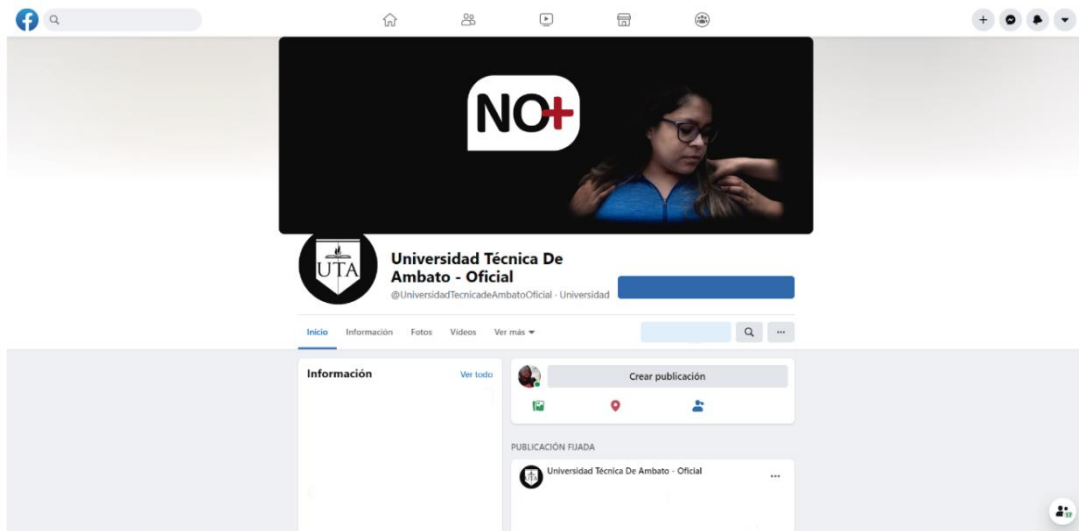 NO+
UTA
Universidad Técnica De
Ambato - Oficial
@UniversidadTecnicadeAmbatoOficial · Universidad
Inicio
Información
Fotos
Videos
Ver más
Información
Ver todo
Crear publicación
PUBLICACIÓN FIJADA
Universidad Técnica De Ambato - Oficial